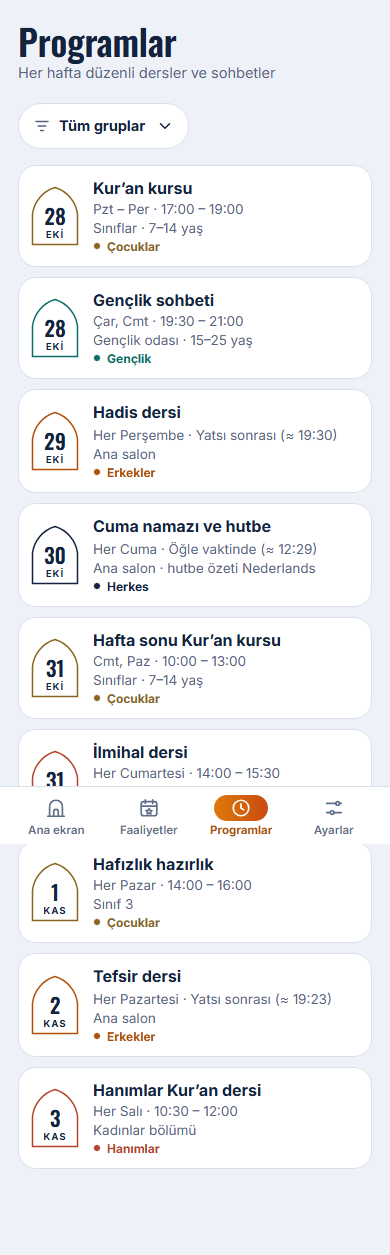 Programlar
Her hafta düzenli dersler ve sohbetler
Tüm gruplar
28
EKİ
Kur’an kursu
Pzt – Per · 17:00 – 19:00
Sınıflar · 7–14 yaş
Çocuklar
28
EKİ
Gençlik sohbeti
Çar, Cmt · 19:30 – 21:00
Gençlik odası · 15–25 yaş
Gençlik
29
EKİ
Hadis dersi
Her Perşembe · Yatsı sonrası (≈ 19:30)
Ana salon
Erkekler
30
EKİ
Cuma namazı ve hutbe
Her Cuma · Öğle vaktinde (≈ 12:29)
Ana salon · hutbe özeti Nederlands
Herkes
31
EKİ
Hafta sonu Kur’an kursu
Cmt, Paz · 10:00 – 13:00
Sınıflar · 7–14 yaş
Çocuklar
31
İlmihal dersi
Her Cumartesi · 14:00 – 15:30
Ana ekran
Faaliyetler
Programlar
Ayarlar
1
KAS
Hafızlık hazırlık
Her Pazar · 14:00 – 16:00
Sınıf 3
Çocuklar
2
KAS
Tefsir dersi
Her Pazartesi · Yatsı sonrası (≈ 19:23)
Ana salon
Erkekler
3
KAS
Hanımlar Kur’an dersi
Her Salı · 10:30 – 12:00
Kadınlar bölümü
Hanımlar